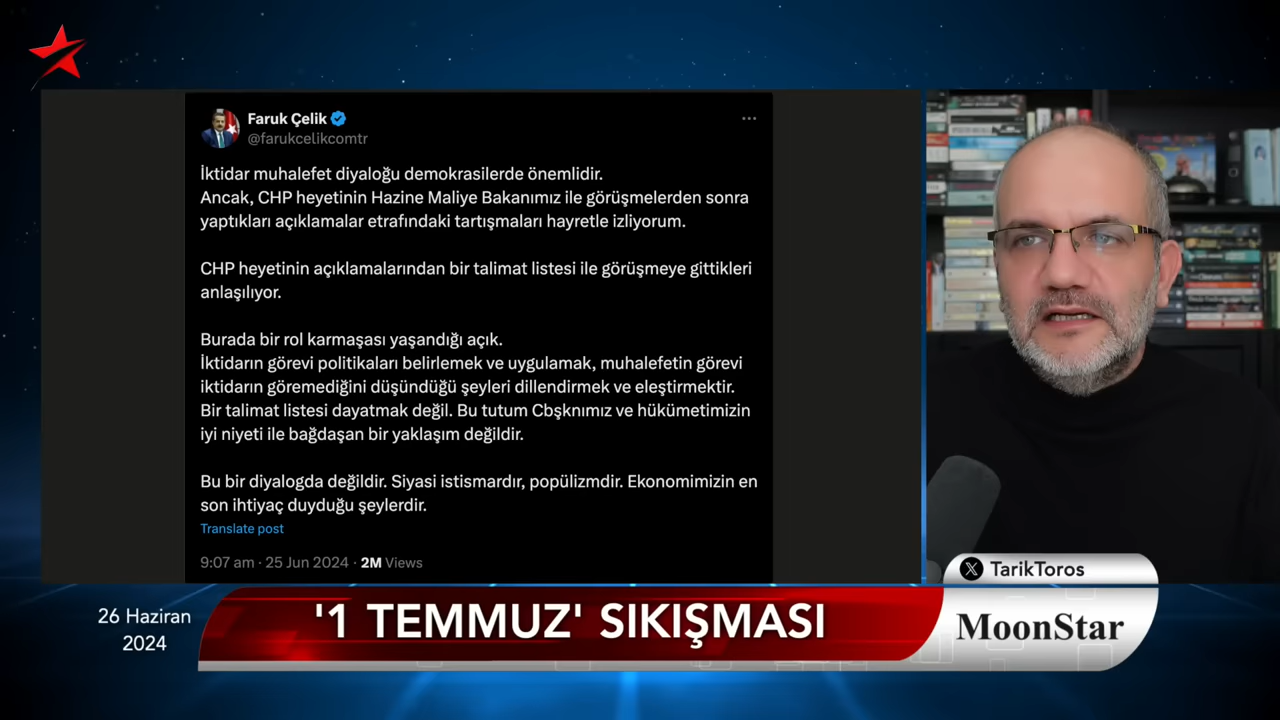 Faruk Çelik
@farukcelikcomtr
İktidar muhalefet diyaloğu demokrasilerde önemlidir.
Ancak, CHP heyetinin Hazine Maliye Bakanımız ile görüşmelerden sonra
yaptıkları açıklamalar etrafındaki tartışmaları hayretle izliyorum.
CHP heyetinin açıklamalarından bir talimat listesi ile görüşmeye gittikleri
anlaşılıyor.
Burada bir rol karmaşası yaşandığı açık.
İktidarın görevi politikaları belirlemek ve uygulamak, muhalefetin görevi
iktidarın göremediğini düşündüğü şeyleri dillendirmek ve eleştirmektir.
Bir talimat listesi dayatmak değil. Bu tutum Cbşknımız ve hükümetimizin
iyi niyeti ile bağdaşan bir yaklaşım değildir.
Bu bir diyalogda değildir. Siyasi istismardır, popülizmdir. Ekonomimizin en
son ihtiyaç duyduğu şeylerdir.
Translate post
9:07 am · 25 Jun 2024 · 2M Views
TarikToros
26 Haziran
2024
'1 TEMMUZ' SIKIŞMASI
MoonStar